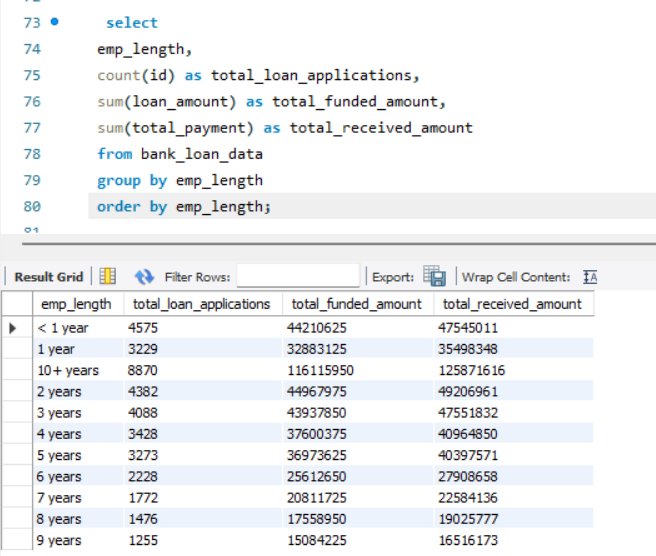 73 select
74 emp_length,
75 count(id) as total_loan_applications,
76 sum(loan_amount) as total_funded_amount,
77 sum(total_payment) as total_received_amount
78 from bank_loan_data
79 group by emp_length
80 order by emp_length;
Result Grid Filter Rows: Export: Wrap Cell Content: IA
emp_length total_loan_applications total_funded_amount total_received_amount
< 1 year 4575 44210625 47545011
1 year 3229 32883125 35498348
10+ years 8870 116115950 125871616
2 years 4382 44967975 49206961
3 years 4088 43937850 47551832
4 years 3428 37600375 40964850
5 years 3273 36973625 40397571
6 years 2228 25612650 27908658
7 years 1772 20811725 22584136
8 years 1476 17558950 19025777
9 years 1255 15084225 16516173